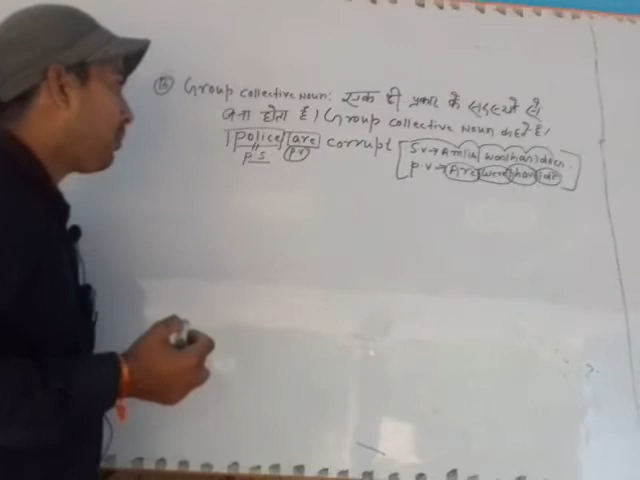 Group collective Noun: एक ही प्रकार के सदस्यों से
बना होता है। Group collective Noun कहते हैं।
Police are corrupt
S.v→Am/is/was/has/does
P.S P.V P.v→Are/were/have/do